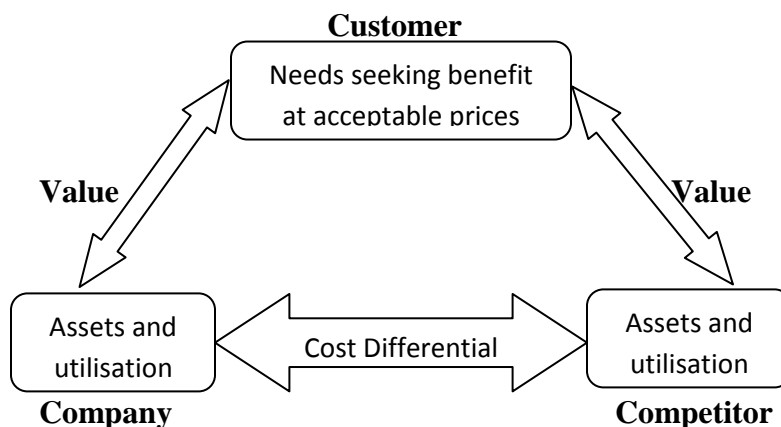 Customer
Needs seeking benefit
at acceptable prices
Value
Value
Assets and
utilisation
Cost Differential
Assets and
utilisation
Company
Competitor